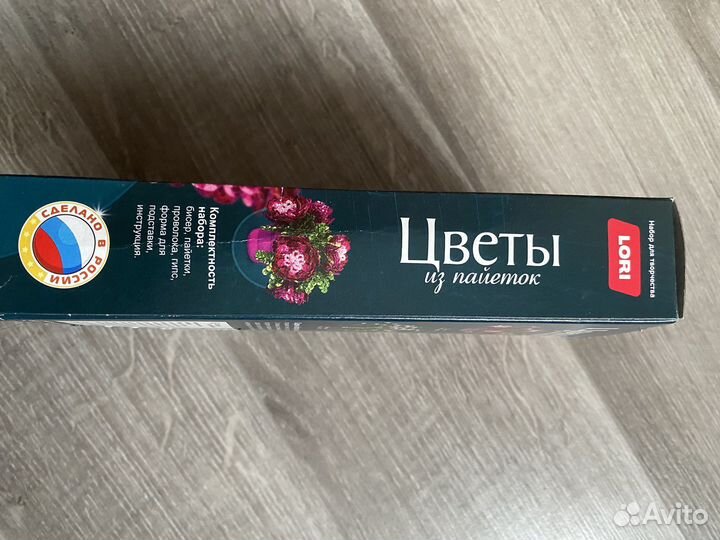 Набор для творчества
LORI
Цветы
из пайеток
Комплектность
набора:
бисер, пайетки,
проволока, гипс,
форма для
подставки,
инструкция.
СДЕЛАНО В РОССИИ
Avito